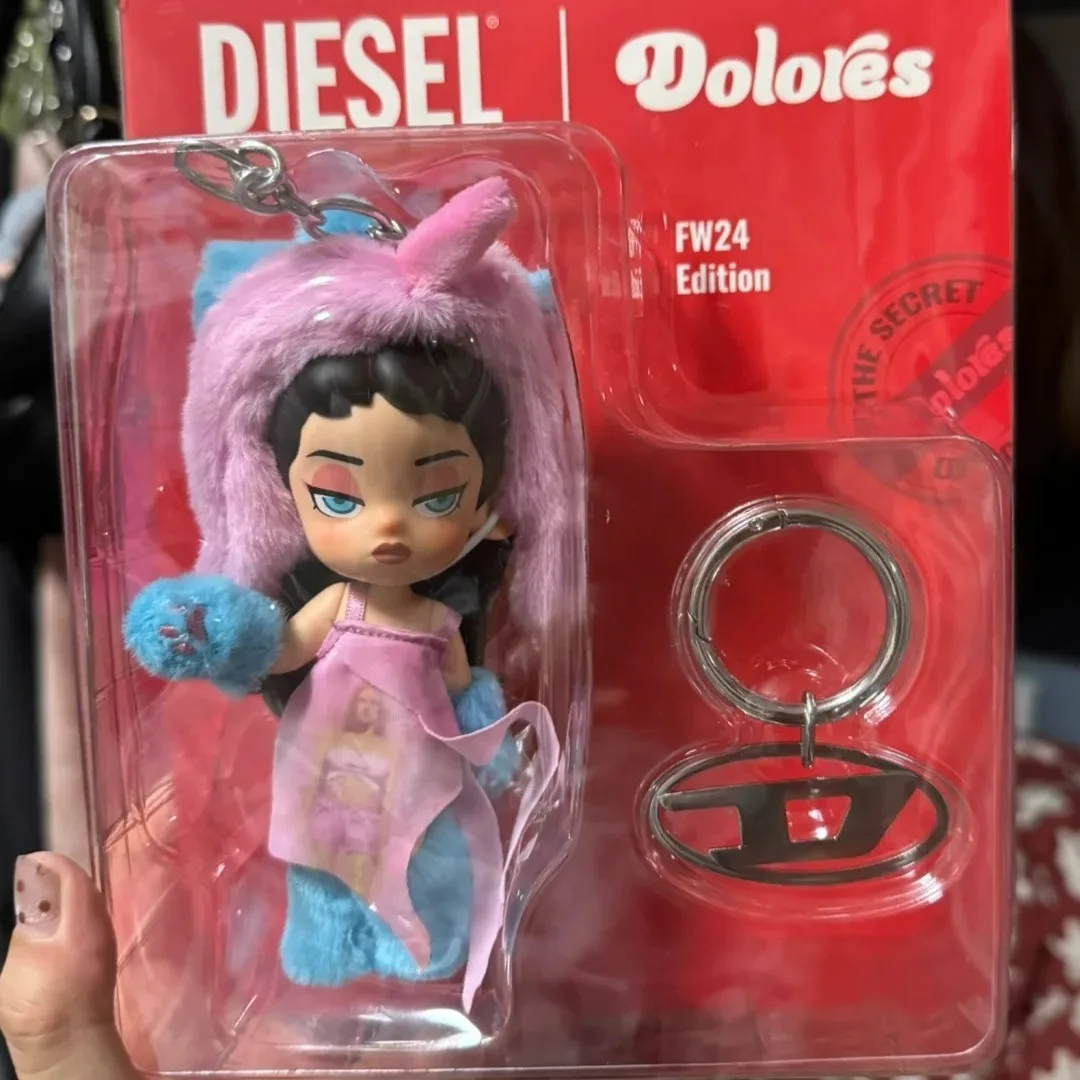 DIESEL®
Dolorés
FW24
Edition
THE SECRET